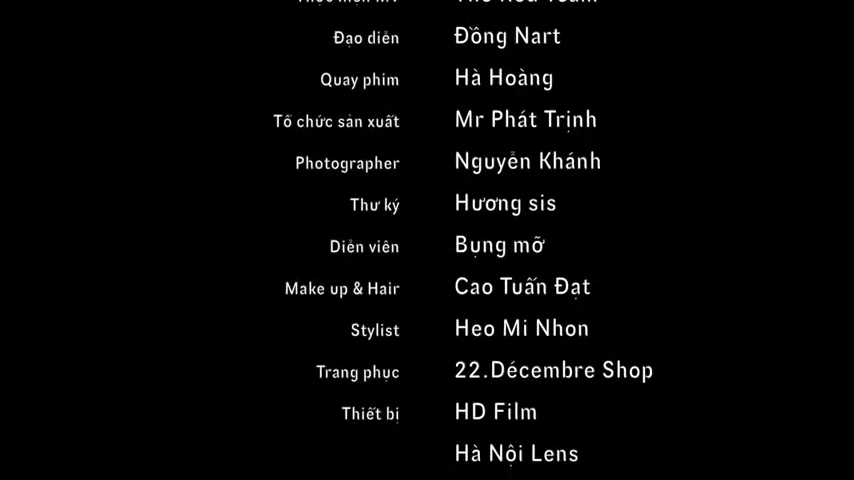 Đạo diễn Đồng Nart
Quay phim Hà Hoàng
Tổ chức sản xuất Mr Phát Trịnh
Photographer Nguyễn Khánh
Thư ký Hương sis
Diễn viên Bụng mỡ
Make up & Hair Cao Tuấn Đạt
Stylist Heo Mi Nhon
Trang phục 22.Décembre Shop
Thiết bị HD Film
Hà Nội Lens